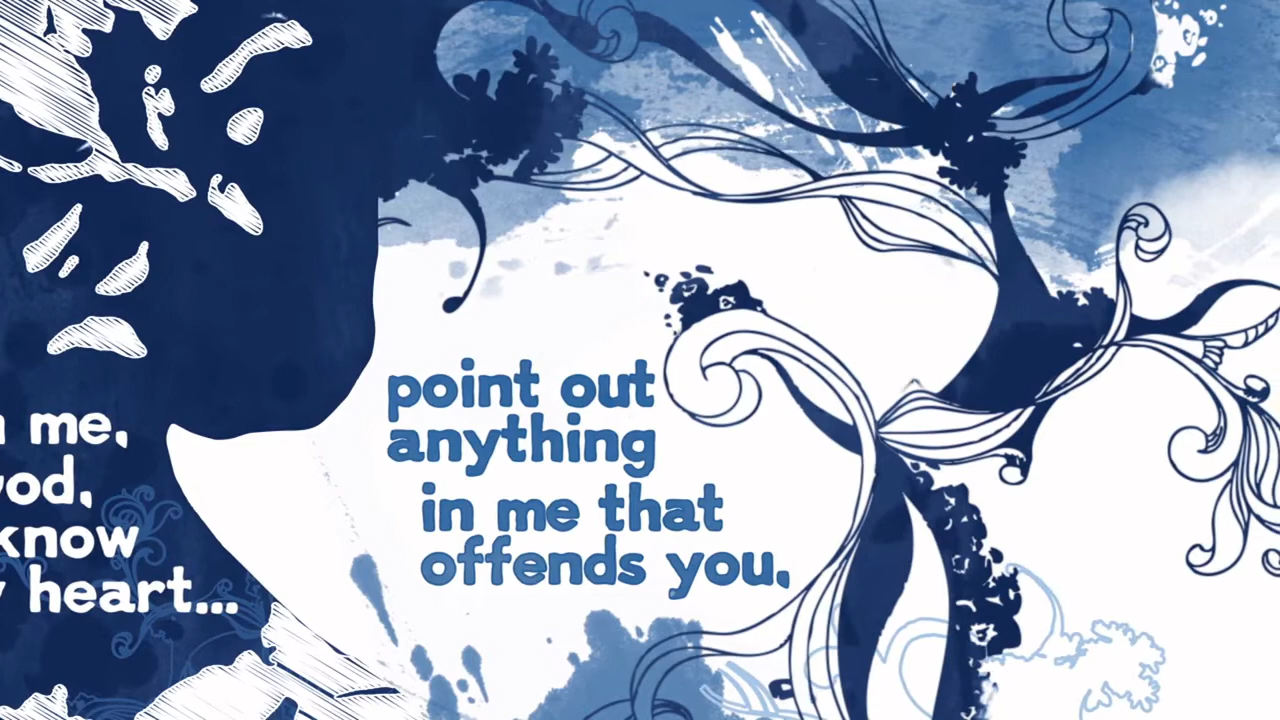 me,
know
heart...
point out
anything
in me that
offends you,